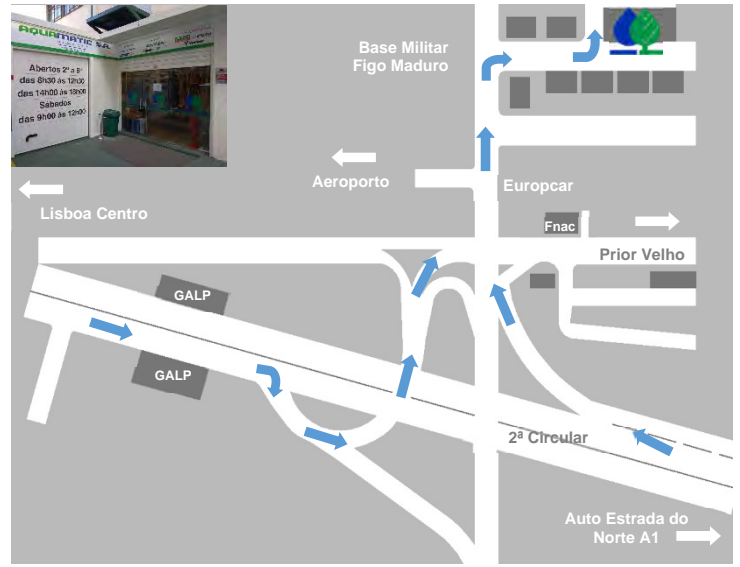 AQUAMATIC S.A.
Abertos 2ª a 6ª
das 8h30 às 12h00
das 14h00 às 18h00
Sábados
das 9h00 às 12h00
Base Militar
Figo Maduro
Aeroporto
Europcar
Lisboa Centro
Fnac
Prior Velho
GALP
GALP
2ª Circular
Auto Estrada do
Norte A1